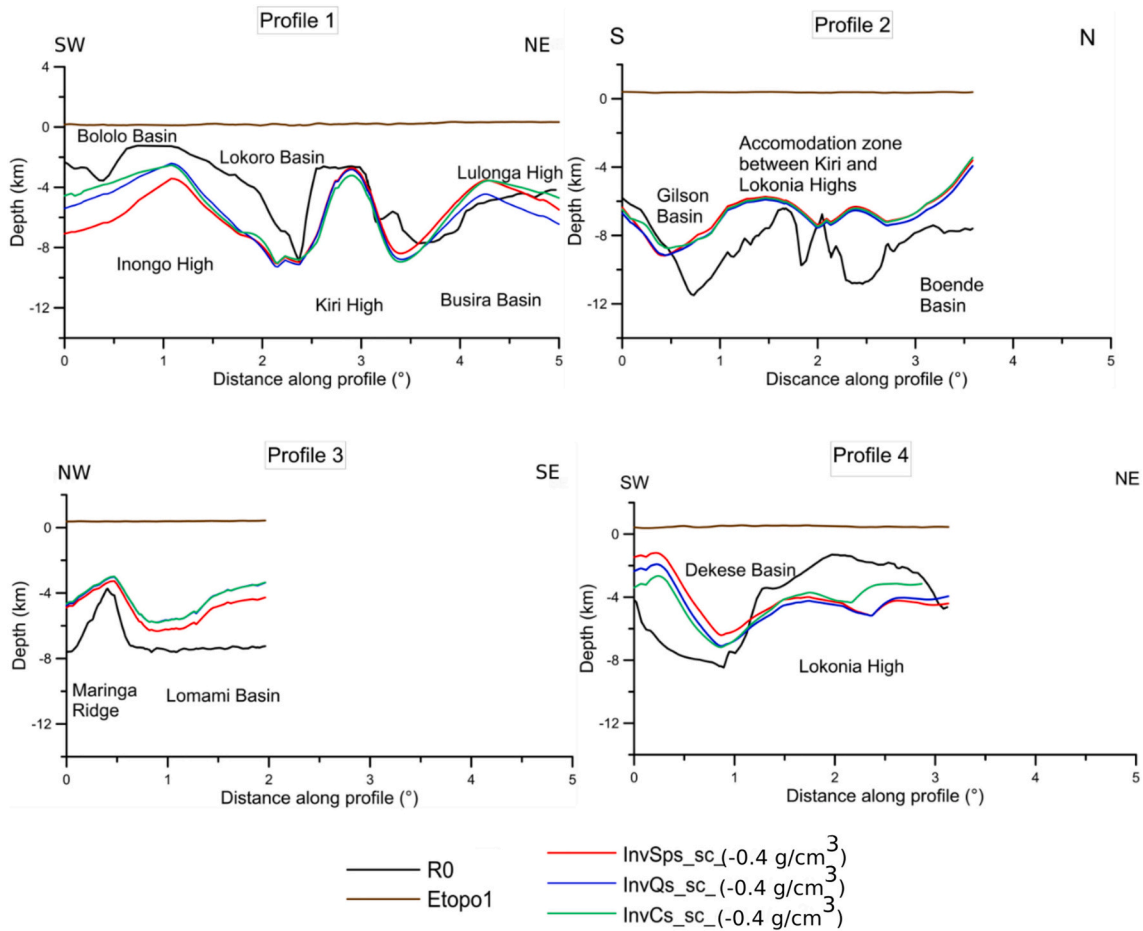 Profile 1
SW
NE
4
0
-4
-8
-12
Depth (km)
Bololo Basin
Lokoro Basin
Lulonga High
Inongo High
Kiri High
Busira Basin
0 1 2 3 4 5
Distance along profile (°)
Profile 2
S
N
0
-4
-8
-12
Depth (km)
Accomodation zone
between Kiri and
Lokonia Highs
Gilson
Basin
Boende
Basin
0 1 2 3 4 5
Discance along profile (°)
Profile 3
NW
SE
0
-4
-8
-12
Depth (km)
Maringa
Ridge
Lomami Basin
0 1 2 3 4 5
Distance along profile (°)
Profile 4
SW
NE
0
-4
-8
-12
Depth (km)
Dekese Basin
Lokonia High
0 1 2 3 4 5
Distance along profile (°)
R0
Etopo1
InvSps_sc_(-0.4 g/cm³)
InvQs_sc_(-0.4 g/cm³)
InvCs_sc_(-0.4 g/cm³)